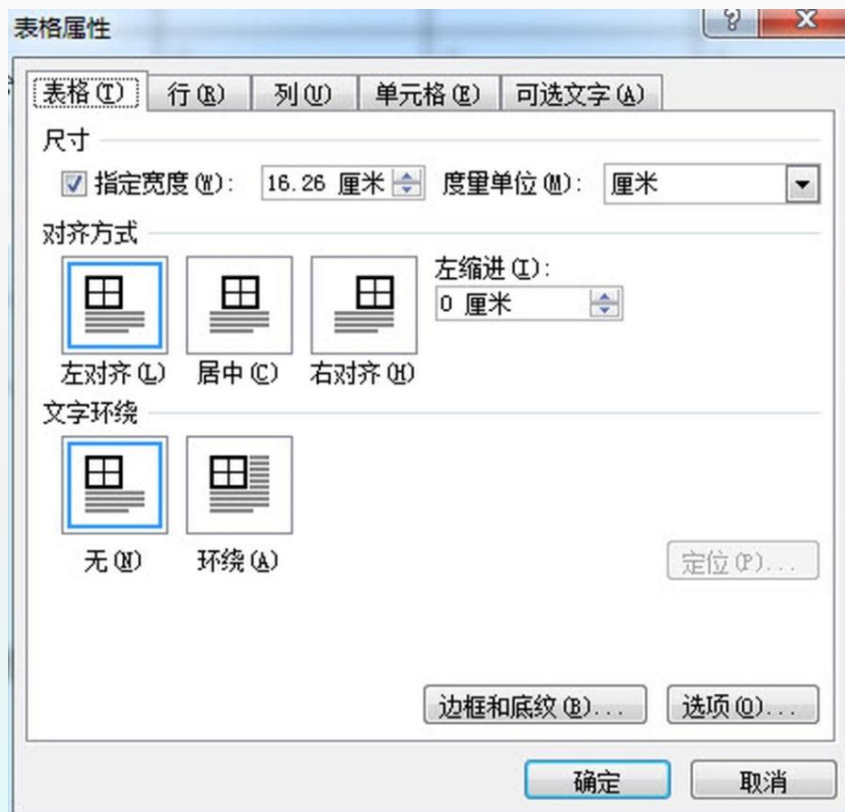 表格属性
表格(T) 行(R) 列(U) 单元格(E) 可选文字(A)
尺寸
指定宽度(W): 16.26 厘米 度量单位(M): 厘米
对齐方式
左缩进(I):
0 厘米
左对齐(L) 居中(C) 右对齐(H)
文字环绕
无(N) 环绕(A)
定位(P)...
边框和底纹(B)... 选项(O)...
确定 取消